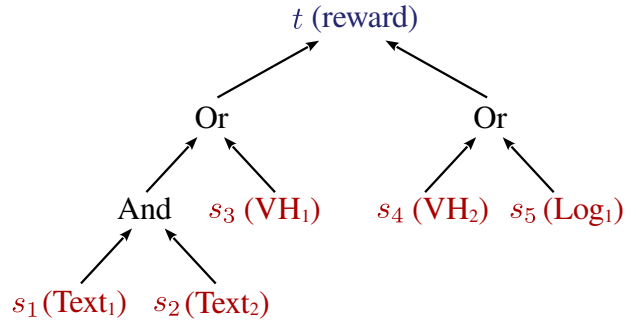 t (reward)
Or Or
And s₃ (VH₁) s₄ (VH₂) s₅ (Log₁)
s₁ (Text₁) s₂ (Text₂)